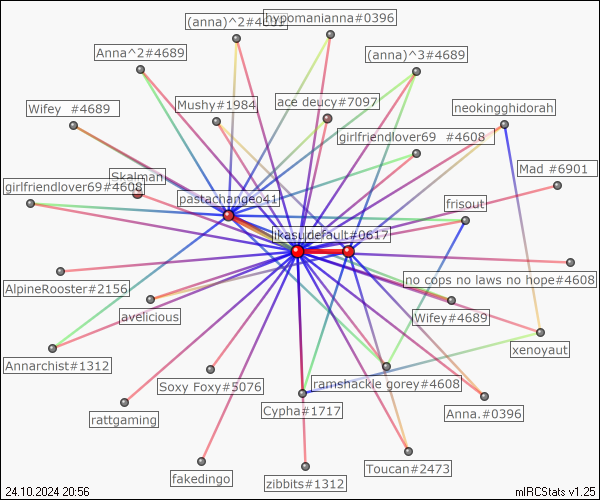 (anna)^2#4689
hypomanianna#0396
Anna^2#4689
(anna)^3#4689
Wifey #4689
Mushy#1984
ace deucy#7097
neokingghidorah
girlfriendlover69 #4608
Mad #6901
Skalman
girlfriendlover69#4608
pastachangeo41
frisout
default#0617
no cops no laws no hope#4608
AlpineRooster#2156
avelicious
Wifey#4689
xenoyaut
Annarchist#1312
Soxy Foxy#5076
ramshackle gorey#4608
rattgaming
Cypha#1717
Anna.#0396
fakedingo
zibbits#1312
Toucan#2473
24.10.2024 20:56
mIRCStats v1.25